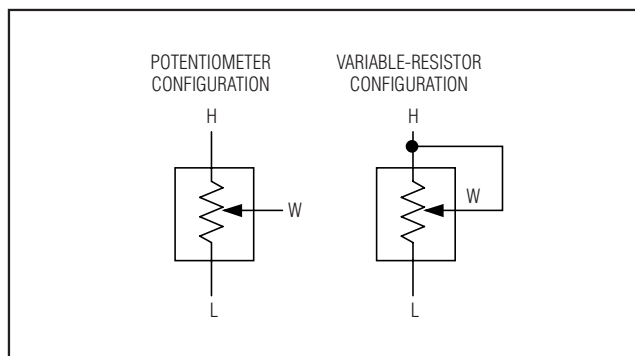 POTENTIOMETER
CONFIGURATION
H
W
L
VARIABLE-RESISTOR
CONFIGURATION
H
W
L